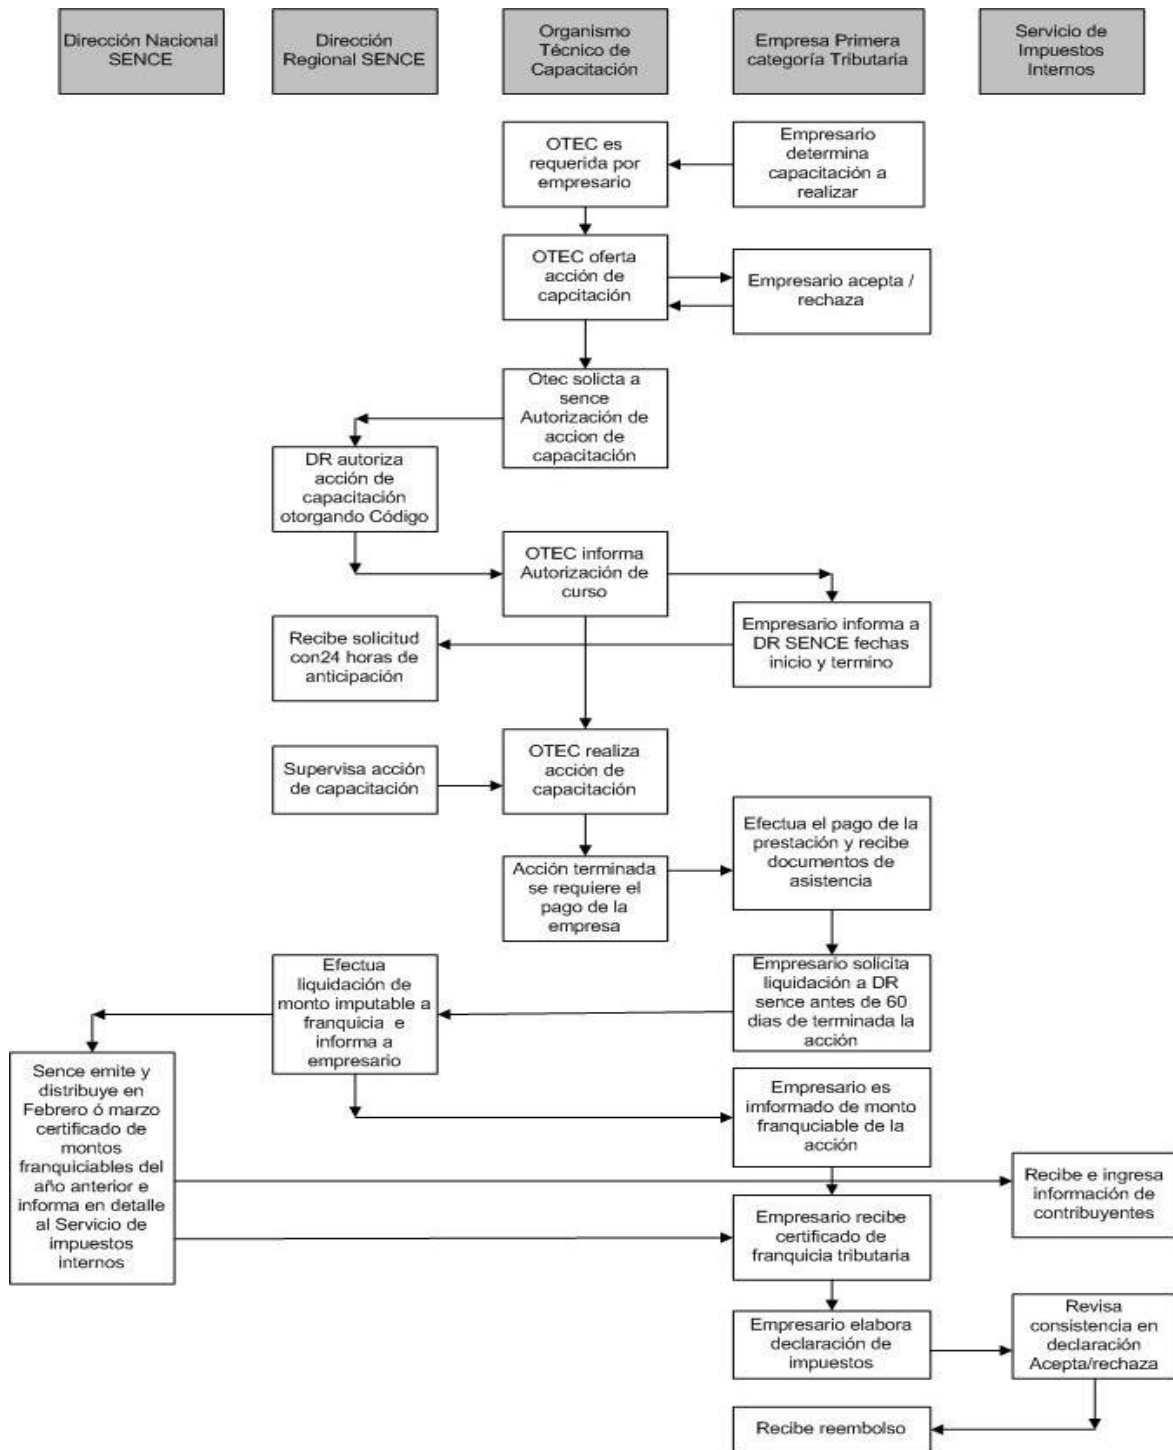 Dirección Nacional
SENCE
Dirección
Regional SENCE
Organismo
Técnico de
Capacitación
Empresa Primera
categoría Tributaria
Servicio de
Impuestos
Internos
OTEC es
requerida por
empresario
Empresario
determina
capacitación a
realizar
OTEC oferta
acción de
capcitación
Empresario acepta /
rechaza
Otec solicta a
sence
Autorización de
accion de
capacitación
DR autoriza
acción de
capacitación
otorgando Código
OTEC informa
Autorización de
curso
Empresario informa a
DR SENCE fechas
inicio y termino
Recibe solicitud
con24 horas de
anticipación
OTEC realiza
acción de
capacitación
Supervisa acción
de capacitación
Efectua el pago de la
prestación y recibe
documentos de
asistencia
Acción terminada
se requiere el
pago de la
empresa
Empresario solicita
liquidación a DR
sence antes de 60
dias de terminada la
acción
Efectua
liquidación de
monto imputable a
franquicia e
informa a
empresario
Sence emite y
distribuye en
Febrero ó marzo
certificado de
montos
franquiciables del
año anterior e
informa en detalle
al Servicio de
impuestos
internos
Empresario es
imformado de monto
franquciable de la
acción
Recibe e ingresa
información de
contribuyentes
Empresario recibe
certificado de
franquicia tributaria
Empresario elabora
declaración de
impuestos
Revisa
consistencia en
declaración
Acepta/rechaza
Recibe reembolso